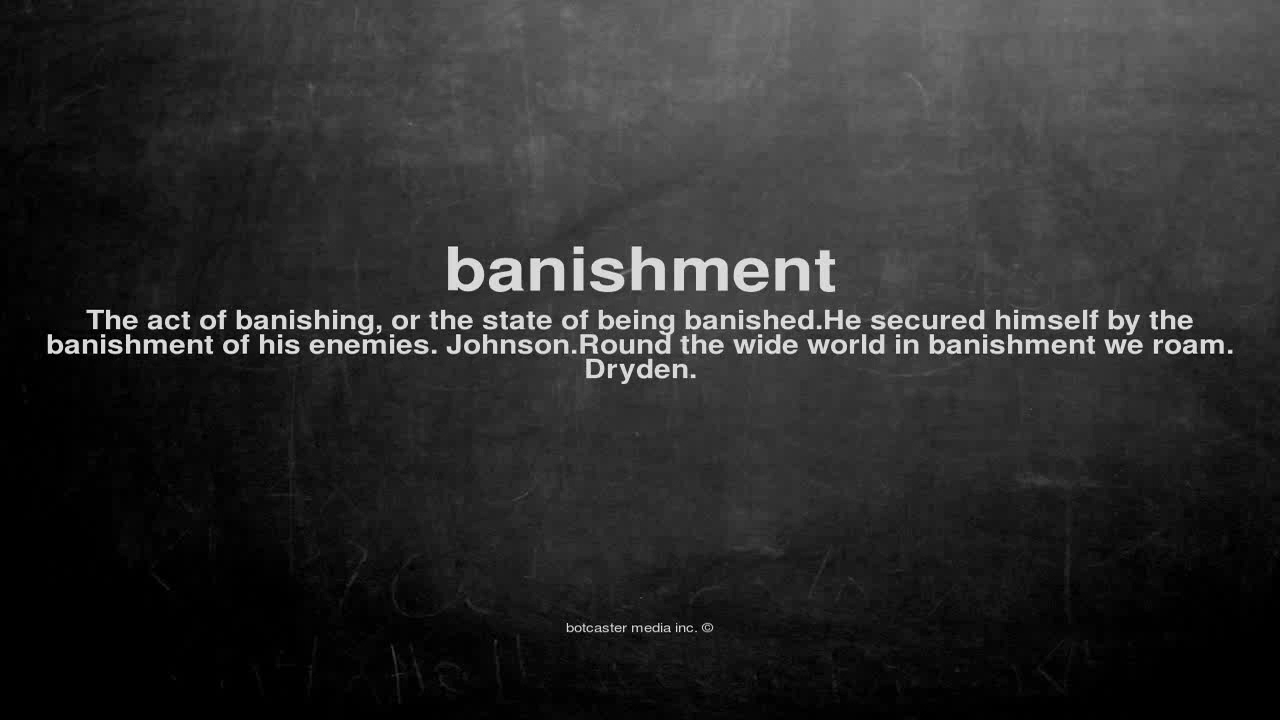 banishment
The act of banishing, or the state of being banished.He secured himself by the
banishment of his enemies. Johnson.Round the wide world in banishment we roam.
Dryden.
botcaster media inc. ©